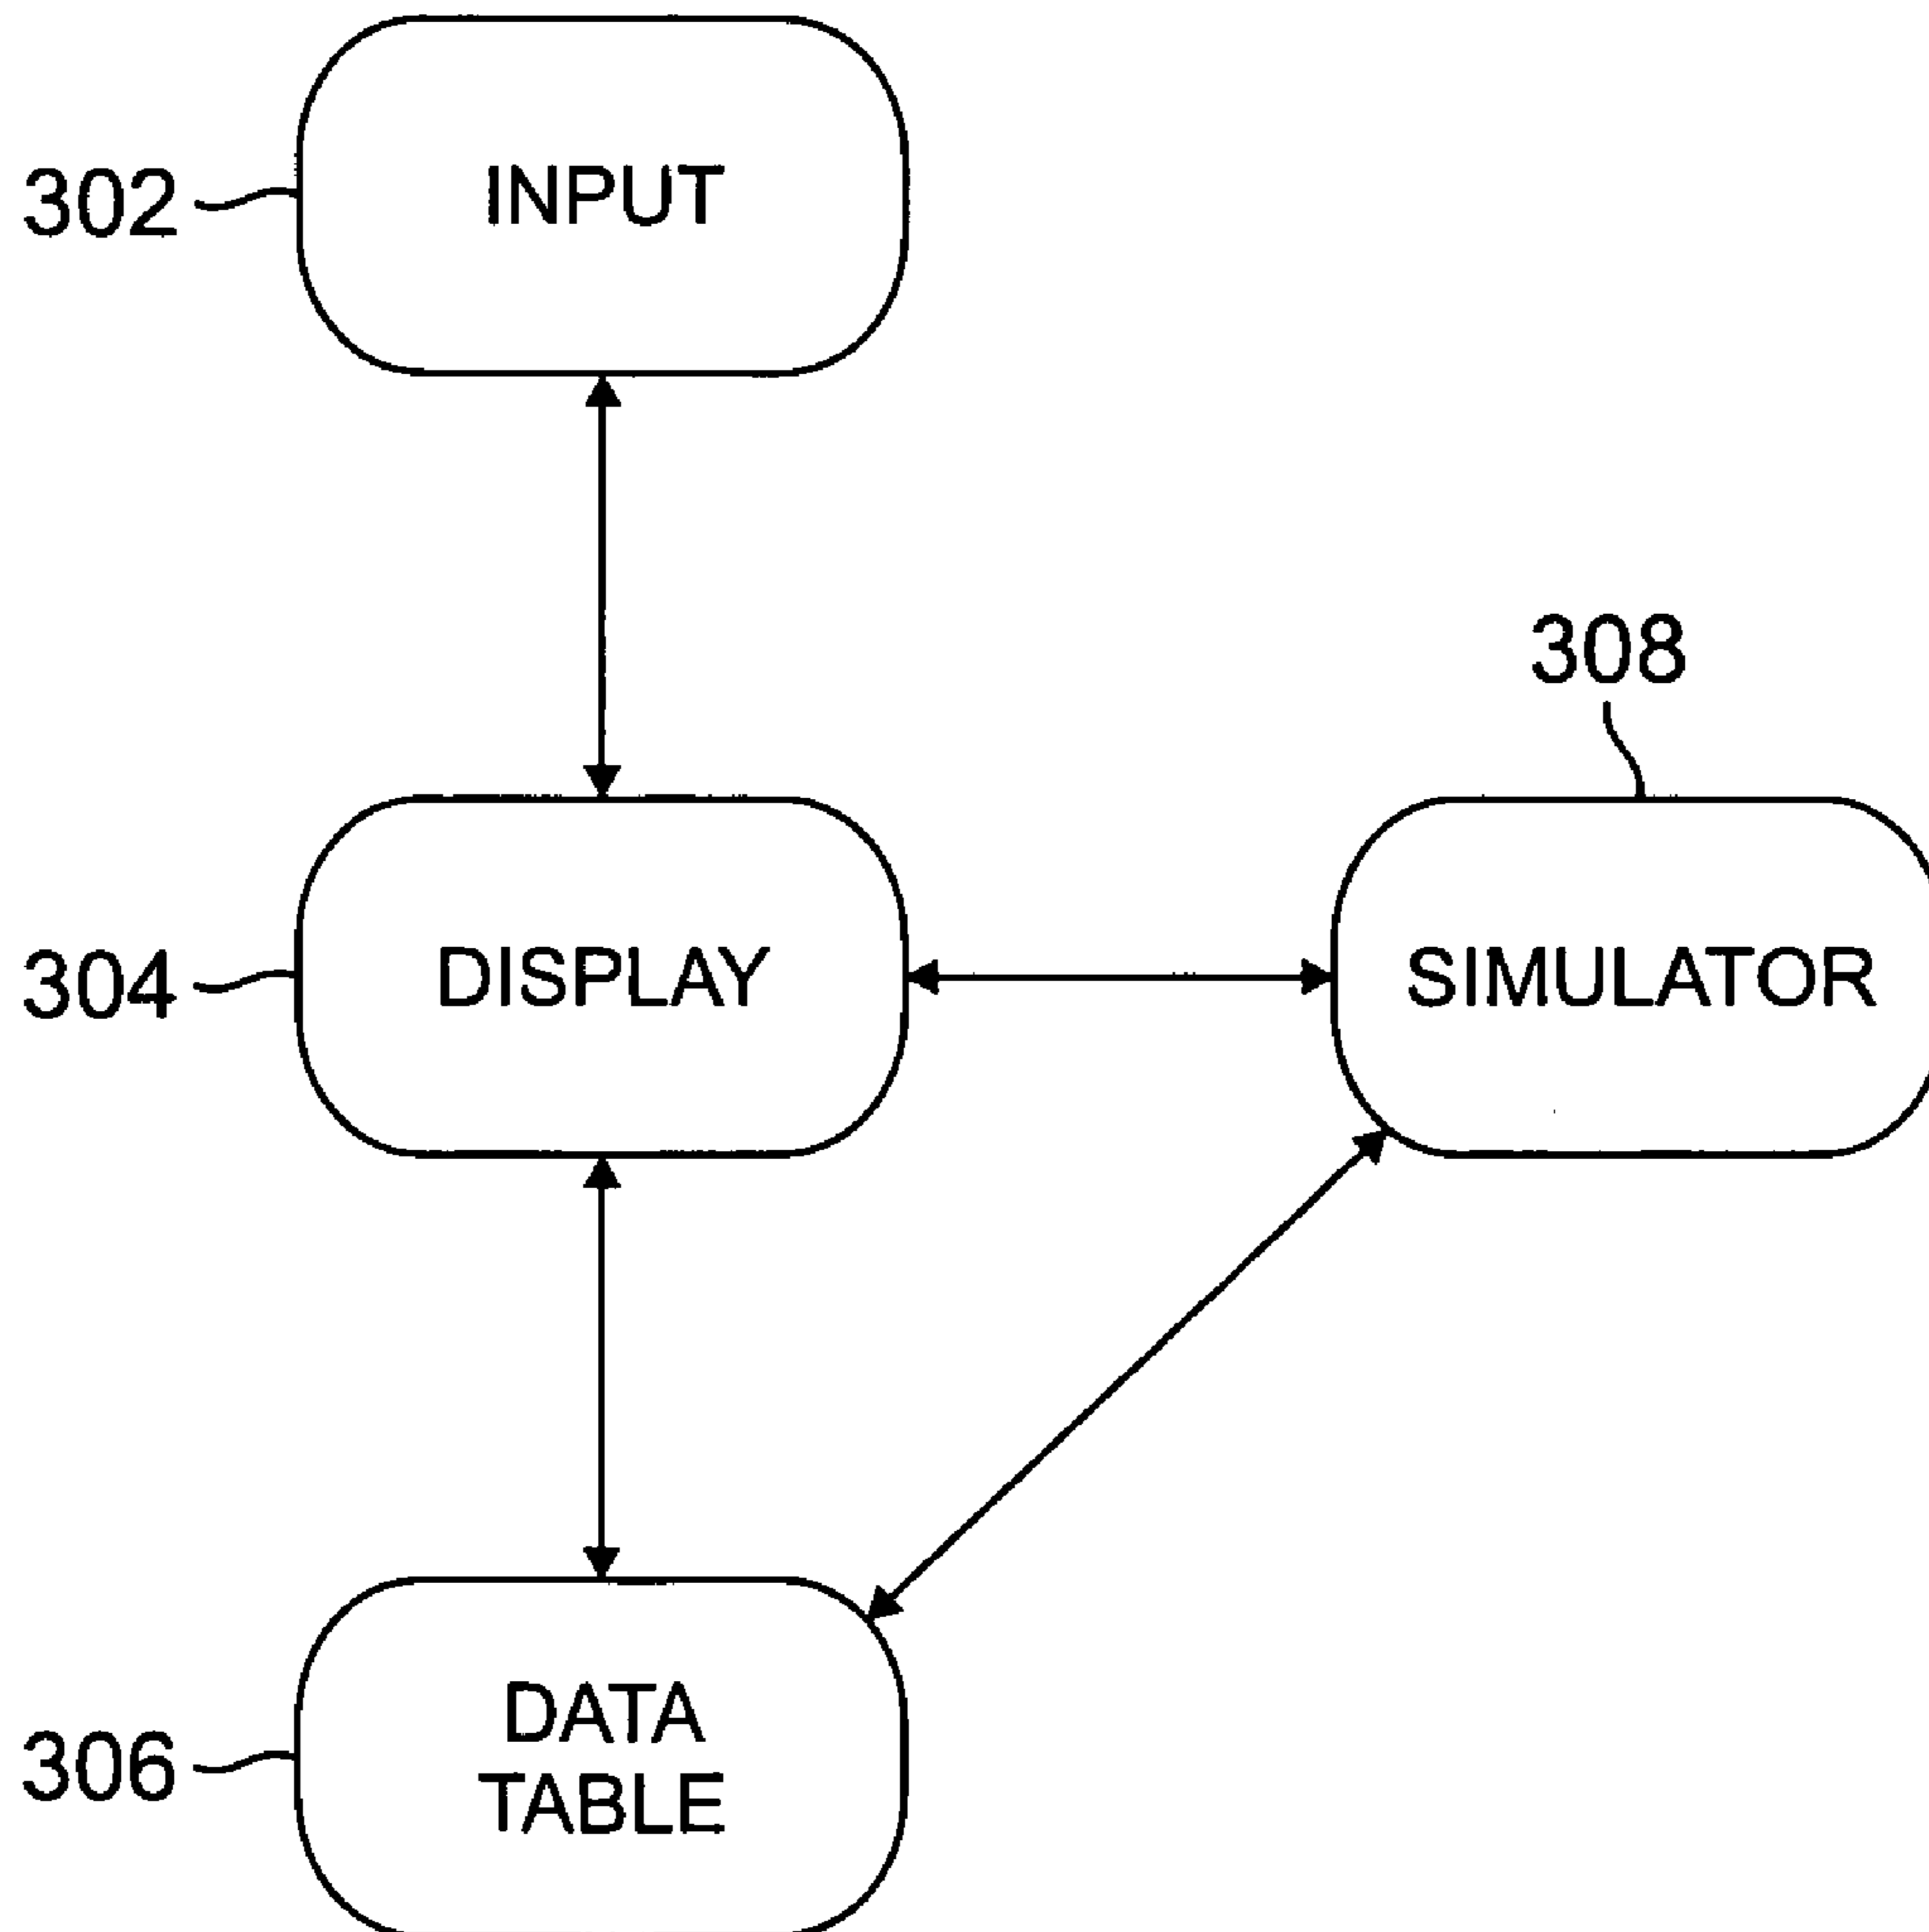 302
INPUT
308
304
DISPLAY
SIMULATOR
306
DATA
TABLE